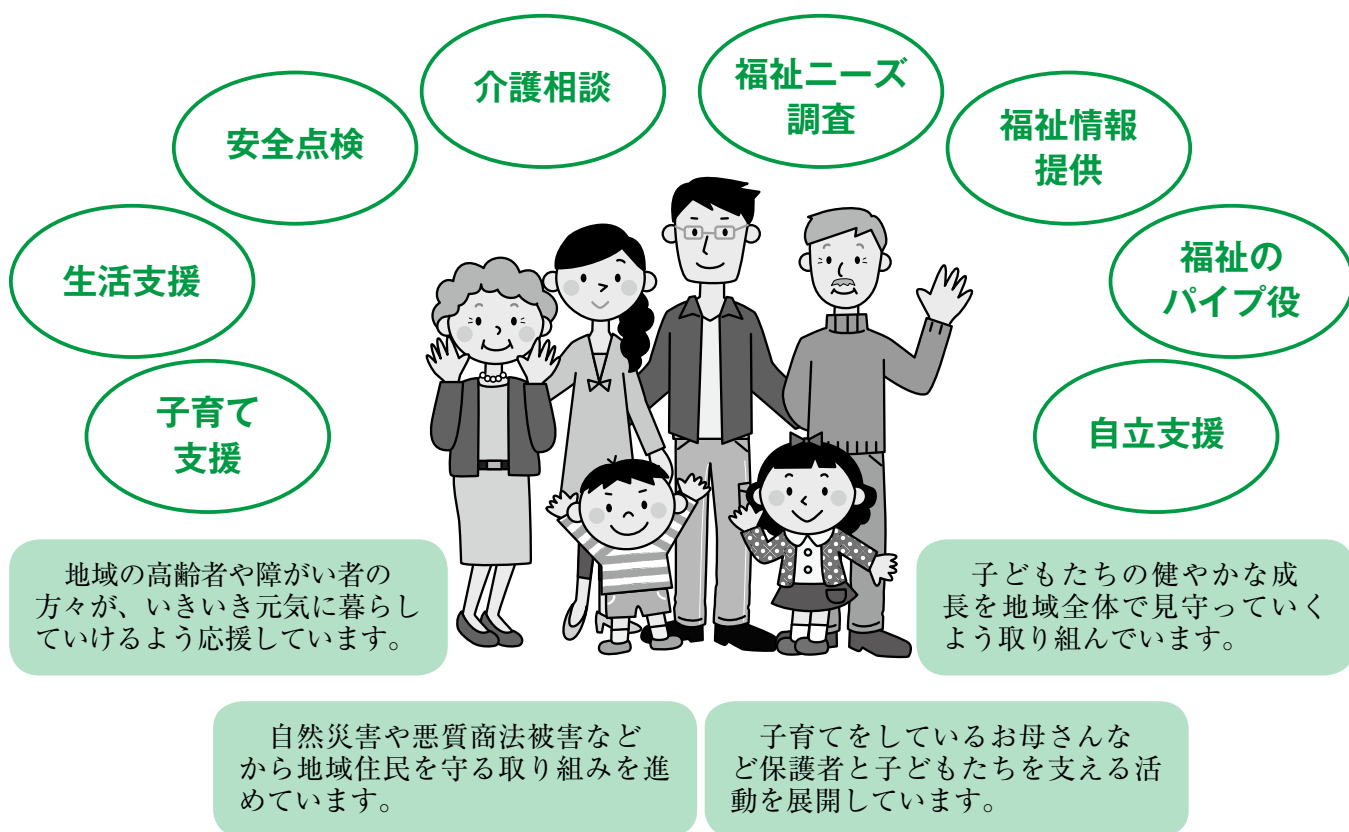 介護相談
福祉ニーズ
調査
安全点検
福祉情報
提供
生活支援
福祉の
パイプ役
子育て
支援
自立支援
地域の高齢者や障がい者の
方々が、いきいき元気に暮らし
ていけるよう応援しています。
子どもたちの健やかな成
長を地域全体で見守っていく
よう取り組んでいます。
自然災害や悪質商法被害など
から地域住民を守る取り組みを進
めています。
子育てをしているお母さんな
ど保護者と子どもたちを支える活
動を展開しています。